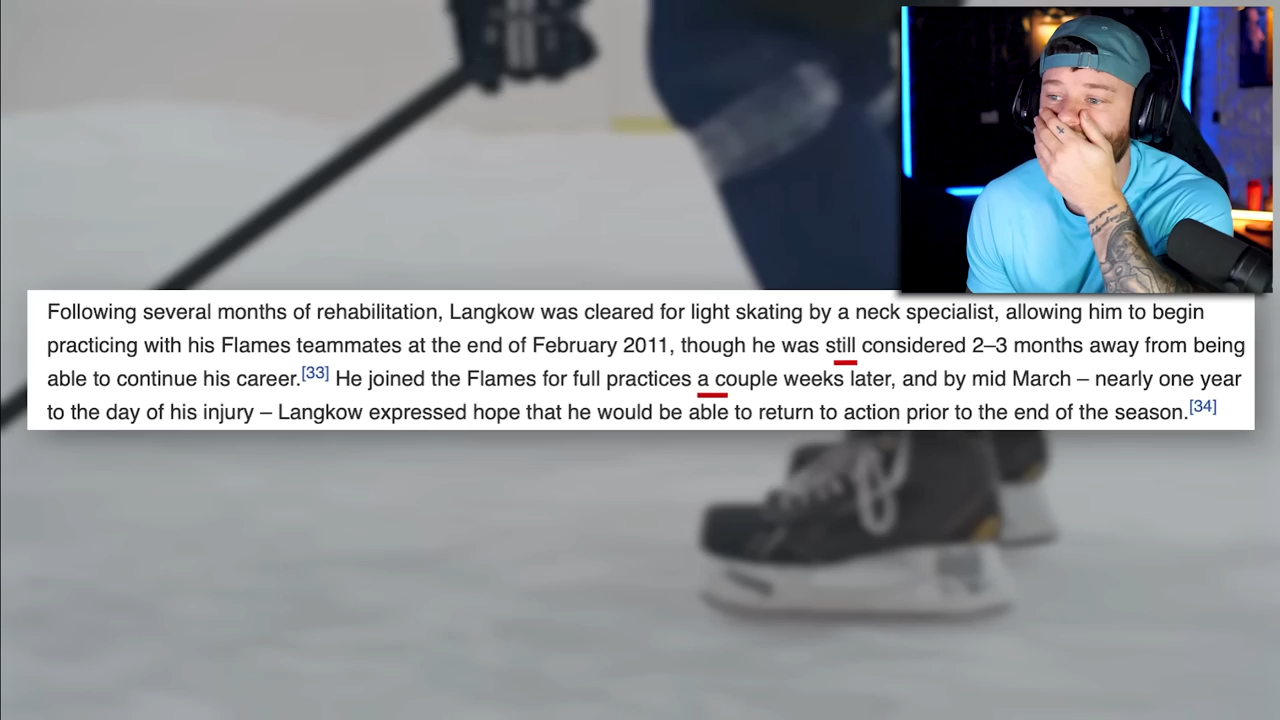 Following several months of rehabilitation, Langkow was cleared for light skating by a neck specialist, allowing him to begin
practicing with his Flames teammates at the end of February 2011, though he was still considered 2–3 months away from being
able to continue his career.[33] He joined the Flames for full practices a couple weeks later, and by mid March – nearly one year
to the day of his injury – Langkow expressed hope that he would be able to return to action prior to the end of the season.[34]